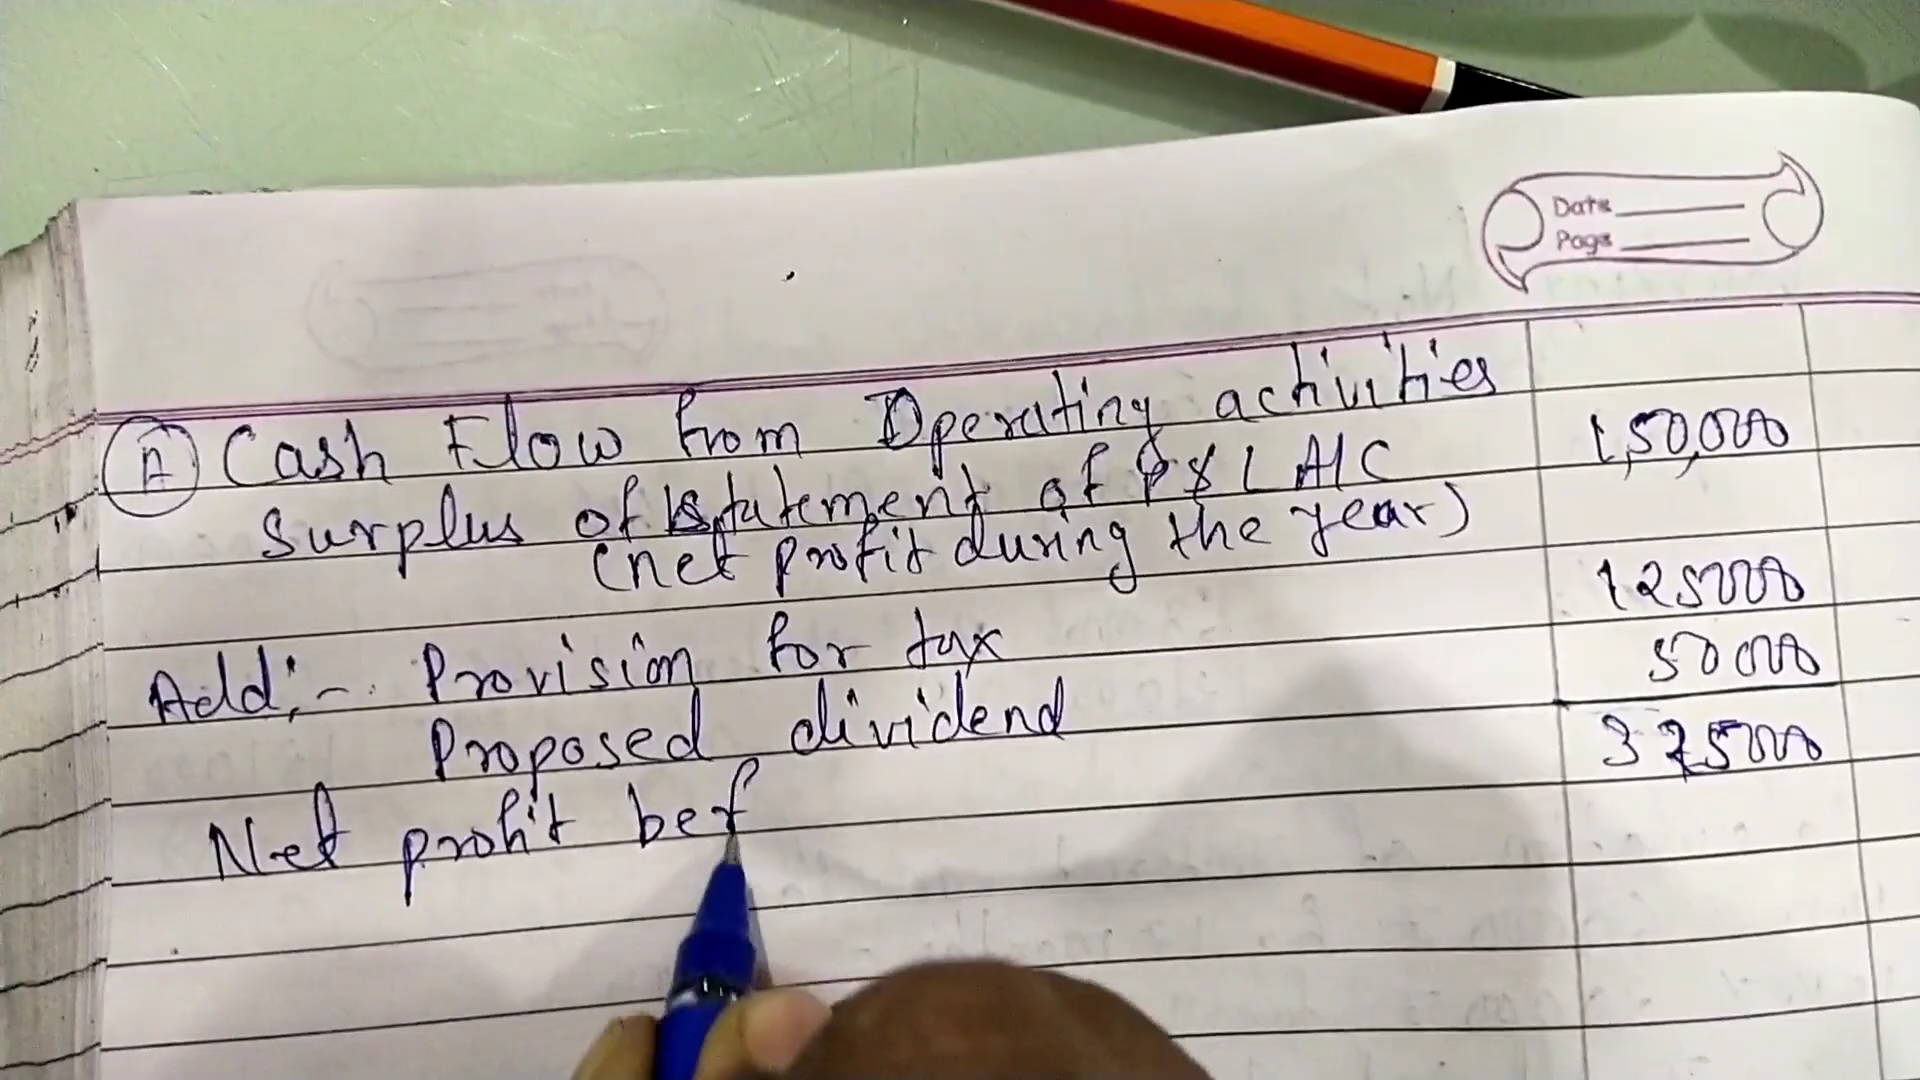 Date
Page
(A) Cash Flow from Operating activities
Surplus of statement of P & L A/C 1,50,000
(net profit during the year)
Add:- Provision for tax 125000
Proposed dividend 50000
Net profit bef 325000